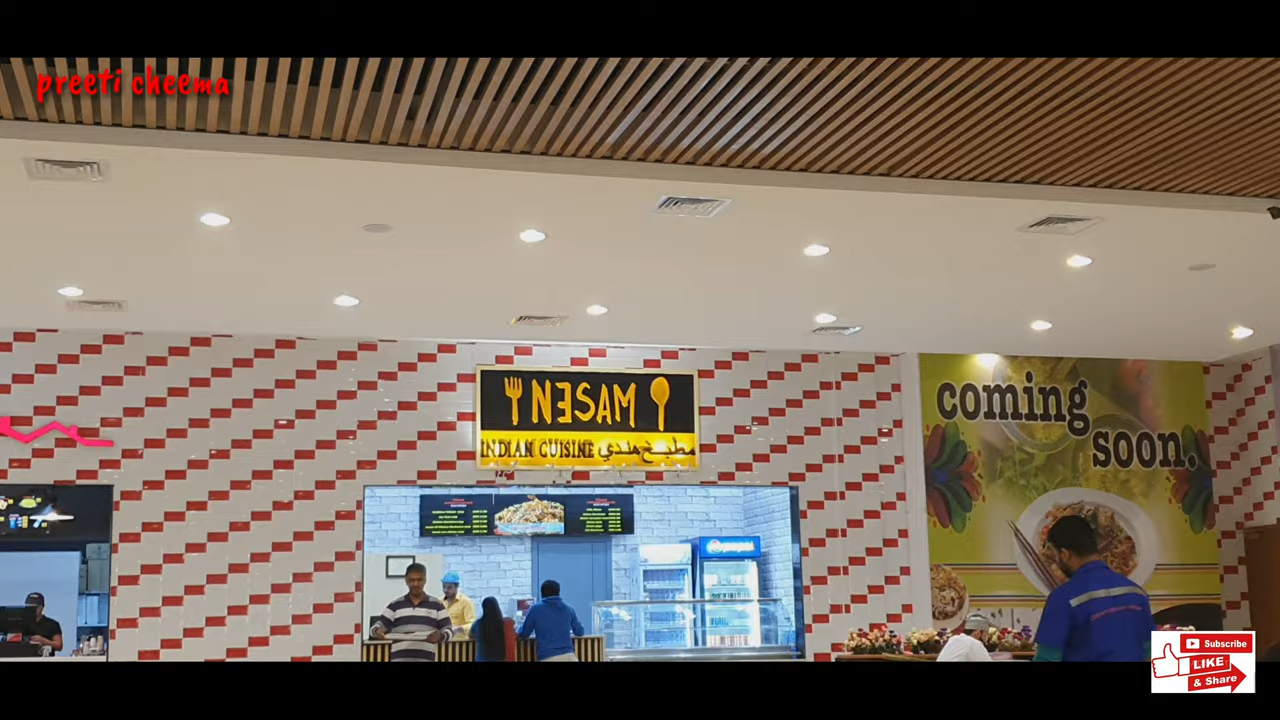 preeti cheema
NESAM
INDIAN CUISINE مطبخ هندي
coming
soon.
Subscribe
LIKE
& Share